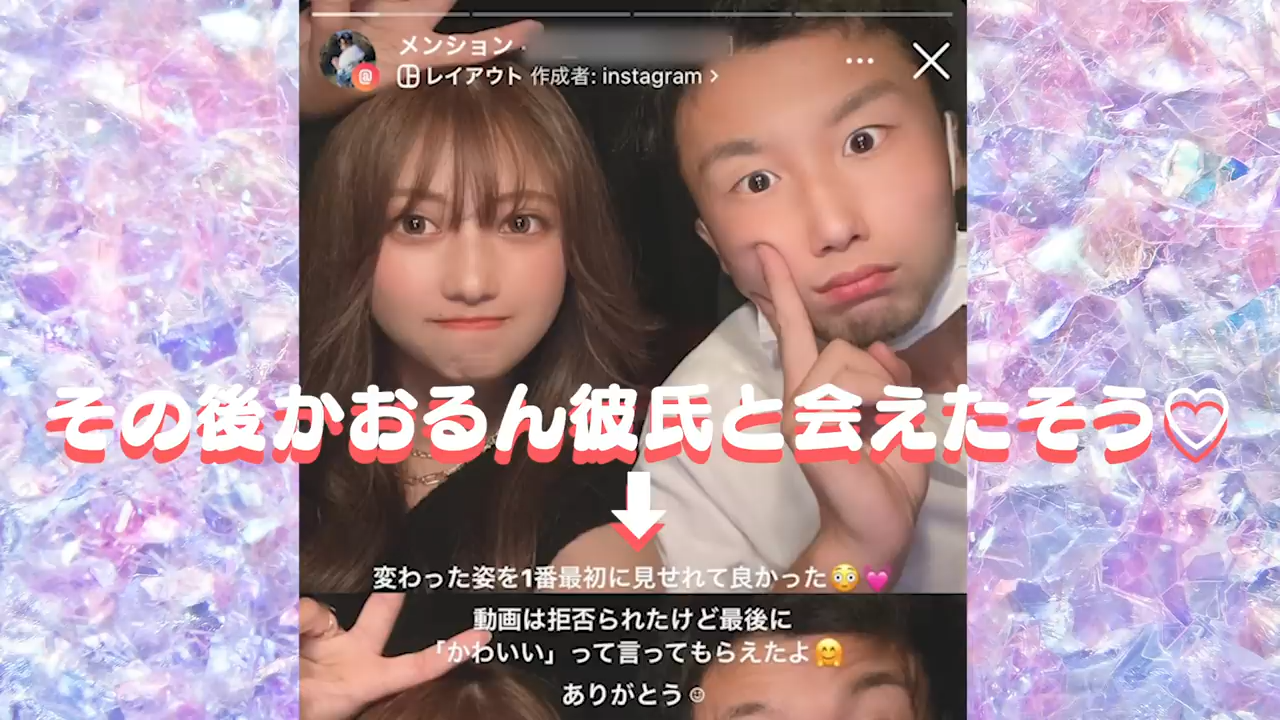 メンション・
レイアウト 作成者: instagram >
その後かおるん彼氏と会えたそう♡
変わった姿を1番最初に見せれて良かった😳💓
動画は拒否られたけど最後に
「かわいい」って言ってもらえたよ🤗
ありがとう☺